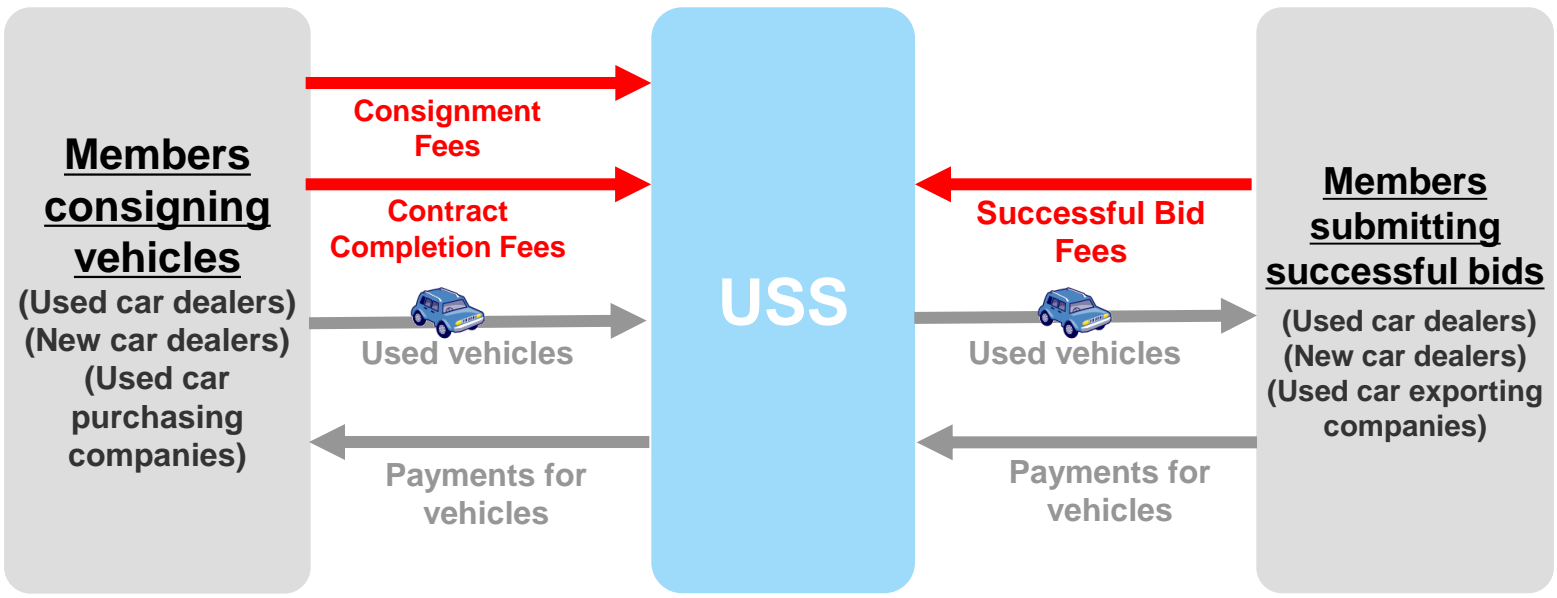 Members
consigning
vehicles
(Used car dealers)
(New car dealers)
(Used car
purchasing
companies)
Consignment
Fees
Contract
Completion Fees
Used vehicles
Payments for
vehicles
USS
Successful Bid
Fees
Used vehicles
Payments for
vehicles
Members
submitting
successful bids
(Used car dealers)
(New car dealers)
(Used car exporting
companies)